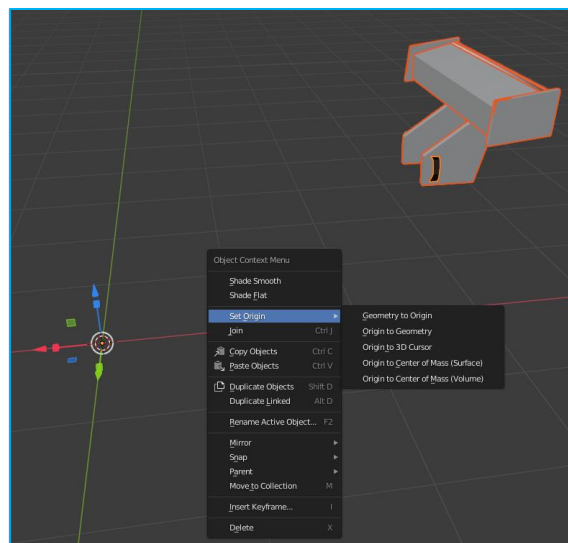 Object Context Menu
Shade Smooth
Shade Flat
Set Origin
Join Ctrl J
Copy Objects Ctrl C
Paste Objects Ctrl V
Duplicate Objects Shift D
Duplicate Linked Alt D
Rename Active Object... F2
Mirror
Snap
Parent
Move to Collection M
Insert Keyframe... I
Delete X
Geometry to Origin
Origin to Geometry
Origin to 3D Cursor
Origin to Center of Mass (Surface)
Origin to Center of Mass (Volume)